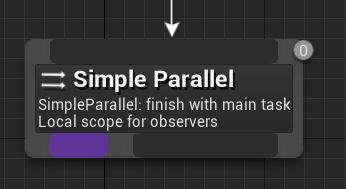 0
Simple Parallel
SimpleParallel: finish with main task
Local scope for observers